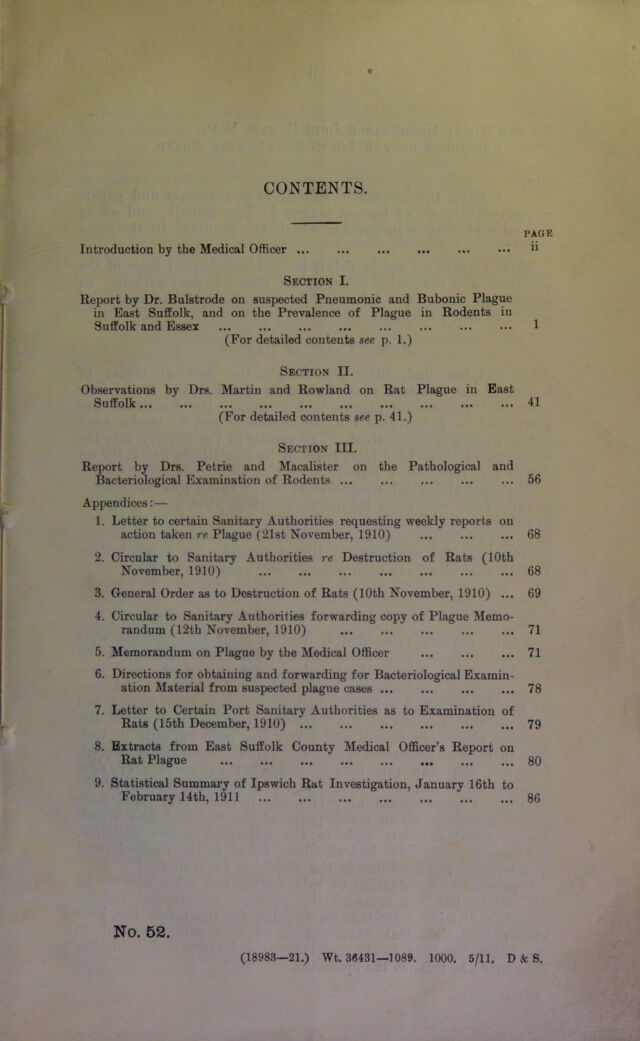 CONTENTS.
PAGE
Introduction by the Medical Officer ... ... ... ... ... ... ii
SECTION I.
Report by Dr. Bulstrode on suspected Pneumonic and Bubonic Plague
in East Suffolk, and on the Prevalence of Plague in Rodents in
Suffolk and Essex ... ... ... ... ... ... ... ... 1
(For detailed contents see p. 1.)
SECTION II.
Observations by Drs. Martin and Rowland on Rat Plague in East
Suffolk ... ... ... ... ... ... ... ... ... ... 41
(For detailed contents see p. 41.)
SECTION III.
Report by Drs. Petrie and Macalister on the Pathological and
Bacteriological Examination of Rodents ... ... ... ... ... 56
Appendices:—
1. Letter to certain Sanitary Authorities requesting weekly reports on
action taken re Plague (21st November, 1910) ... ... ... 68
2. Circular to Sanitary Authorities re Destruction of Rats (10th
November, 1910) ... ... ... ... ... ... ... 68
3. General Order as to Destruction of Rats (10th November, 1910) ... 69
4. Circular to Sanitary Authorities forwarding copy of Plague Memo-
randum (12th November, 1910) ... ... ... ... ... 71
5. Memorandum on Plague by the Medical Officer ... ... ... 71
6. Directions for obtaining and forwarding for Bacteriological Examin-
ation Material from suspected plague cases ... ... ... ... 78
7. Letter to Certain Port Sanitary Authorities as to Examination of
Rats (15th December, 1910) ... ... ... ... ... ... 79
8. Extracts from East Suffolk County Medical Officer's Report on
Rat Plague ... ... ... ... ... ... ... ... 80
9. Statistical Summary of Ipswich Rat Investigation, January 16th to
February 14th, 1911 ... ... ... ... ... ... ... 86
No. 52.
(18983—21.) Wt. 36431—1089. 1000. 5/11. D & S.